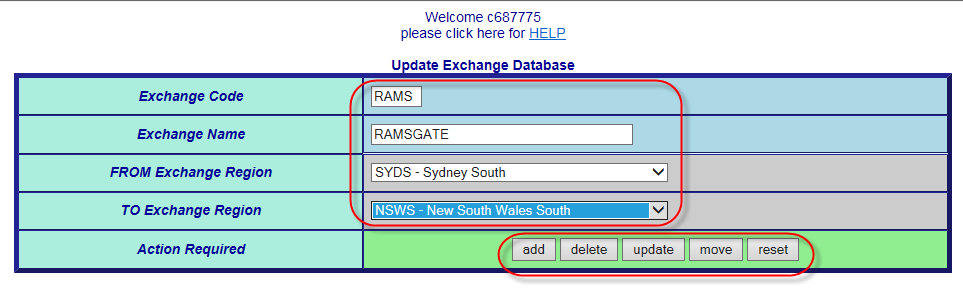 Welcome c687775
please click here for HELP
Update Exchange Database
Exchange Code RAMS
Exchange Name RAMSGATE
FROM Exchange Region SYDS - Sydney South
TO Exchange Region NSWS - New South Wales South
Action Required add delete update move reset